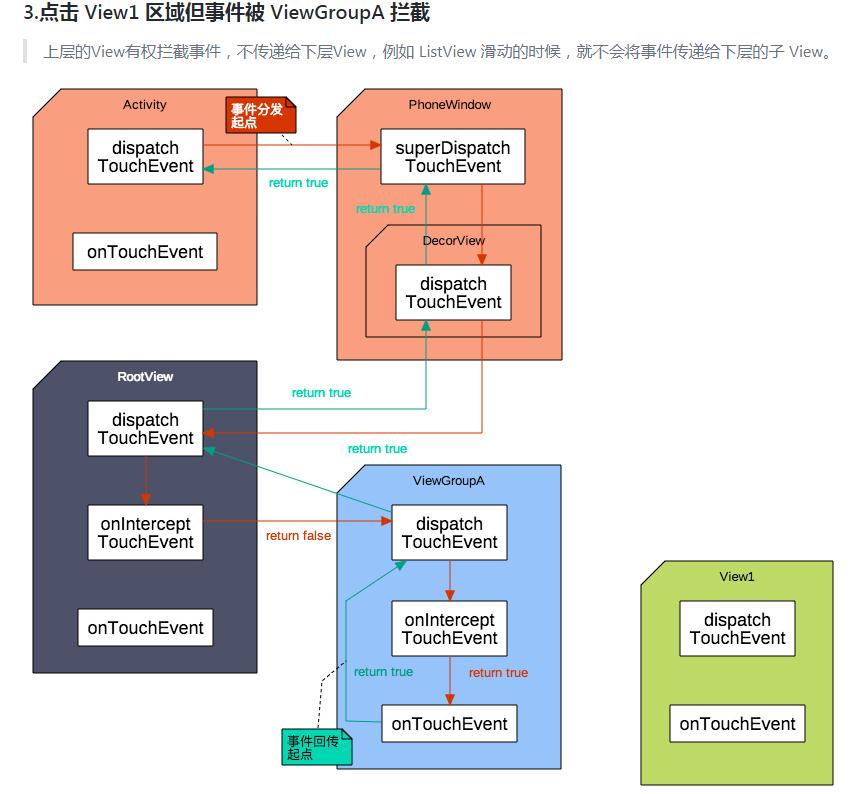 3.点击 View1 区域但事件被 ViewGroupA 拦截
上层的View有权拦截事件，不传递给下层View，例如 ListView 滑动的时候，就不会将事件传递给下层的子 View。
Activity
事件分发
起点
PhoneWindow
dispatch
TouchEvent
superDispatch
TouchEvent
return true
return true
onTouchEvent
DecorView
dispatch
TouchEvent
RootView
return true
dispatch
TouchEvent
return true
ViewGroupA
onIntercept
TouchEvent
return false
dispatch
TouchEvent
View1
onTouchEvent
onIntercept
TouchEvent
dispatch
TouchEvent
return true
return true
onTouchEvent
onTouchEvent
事件回传
起点